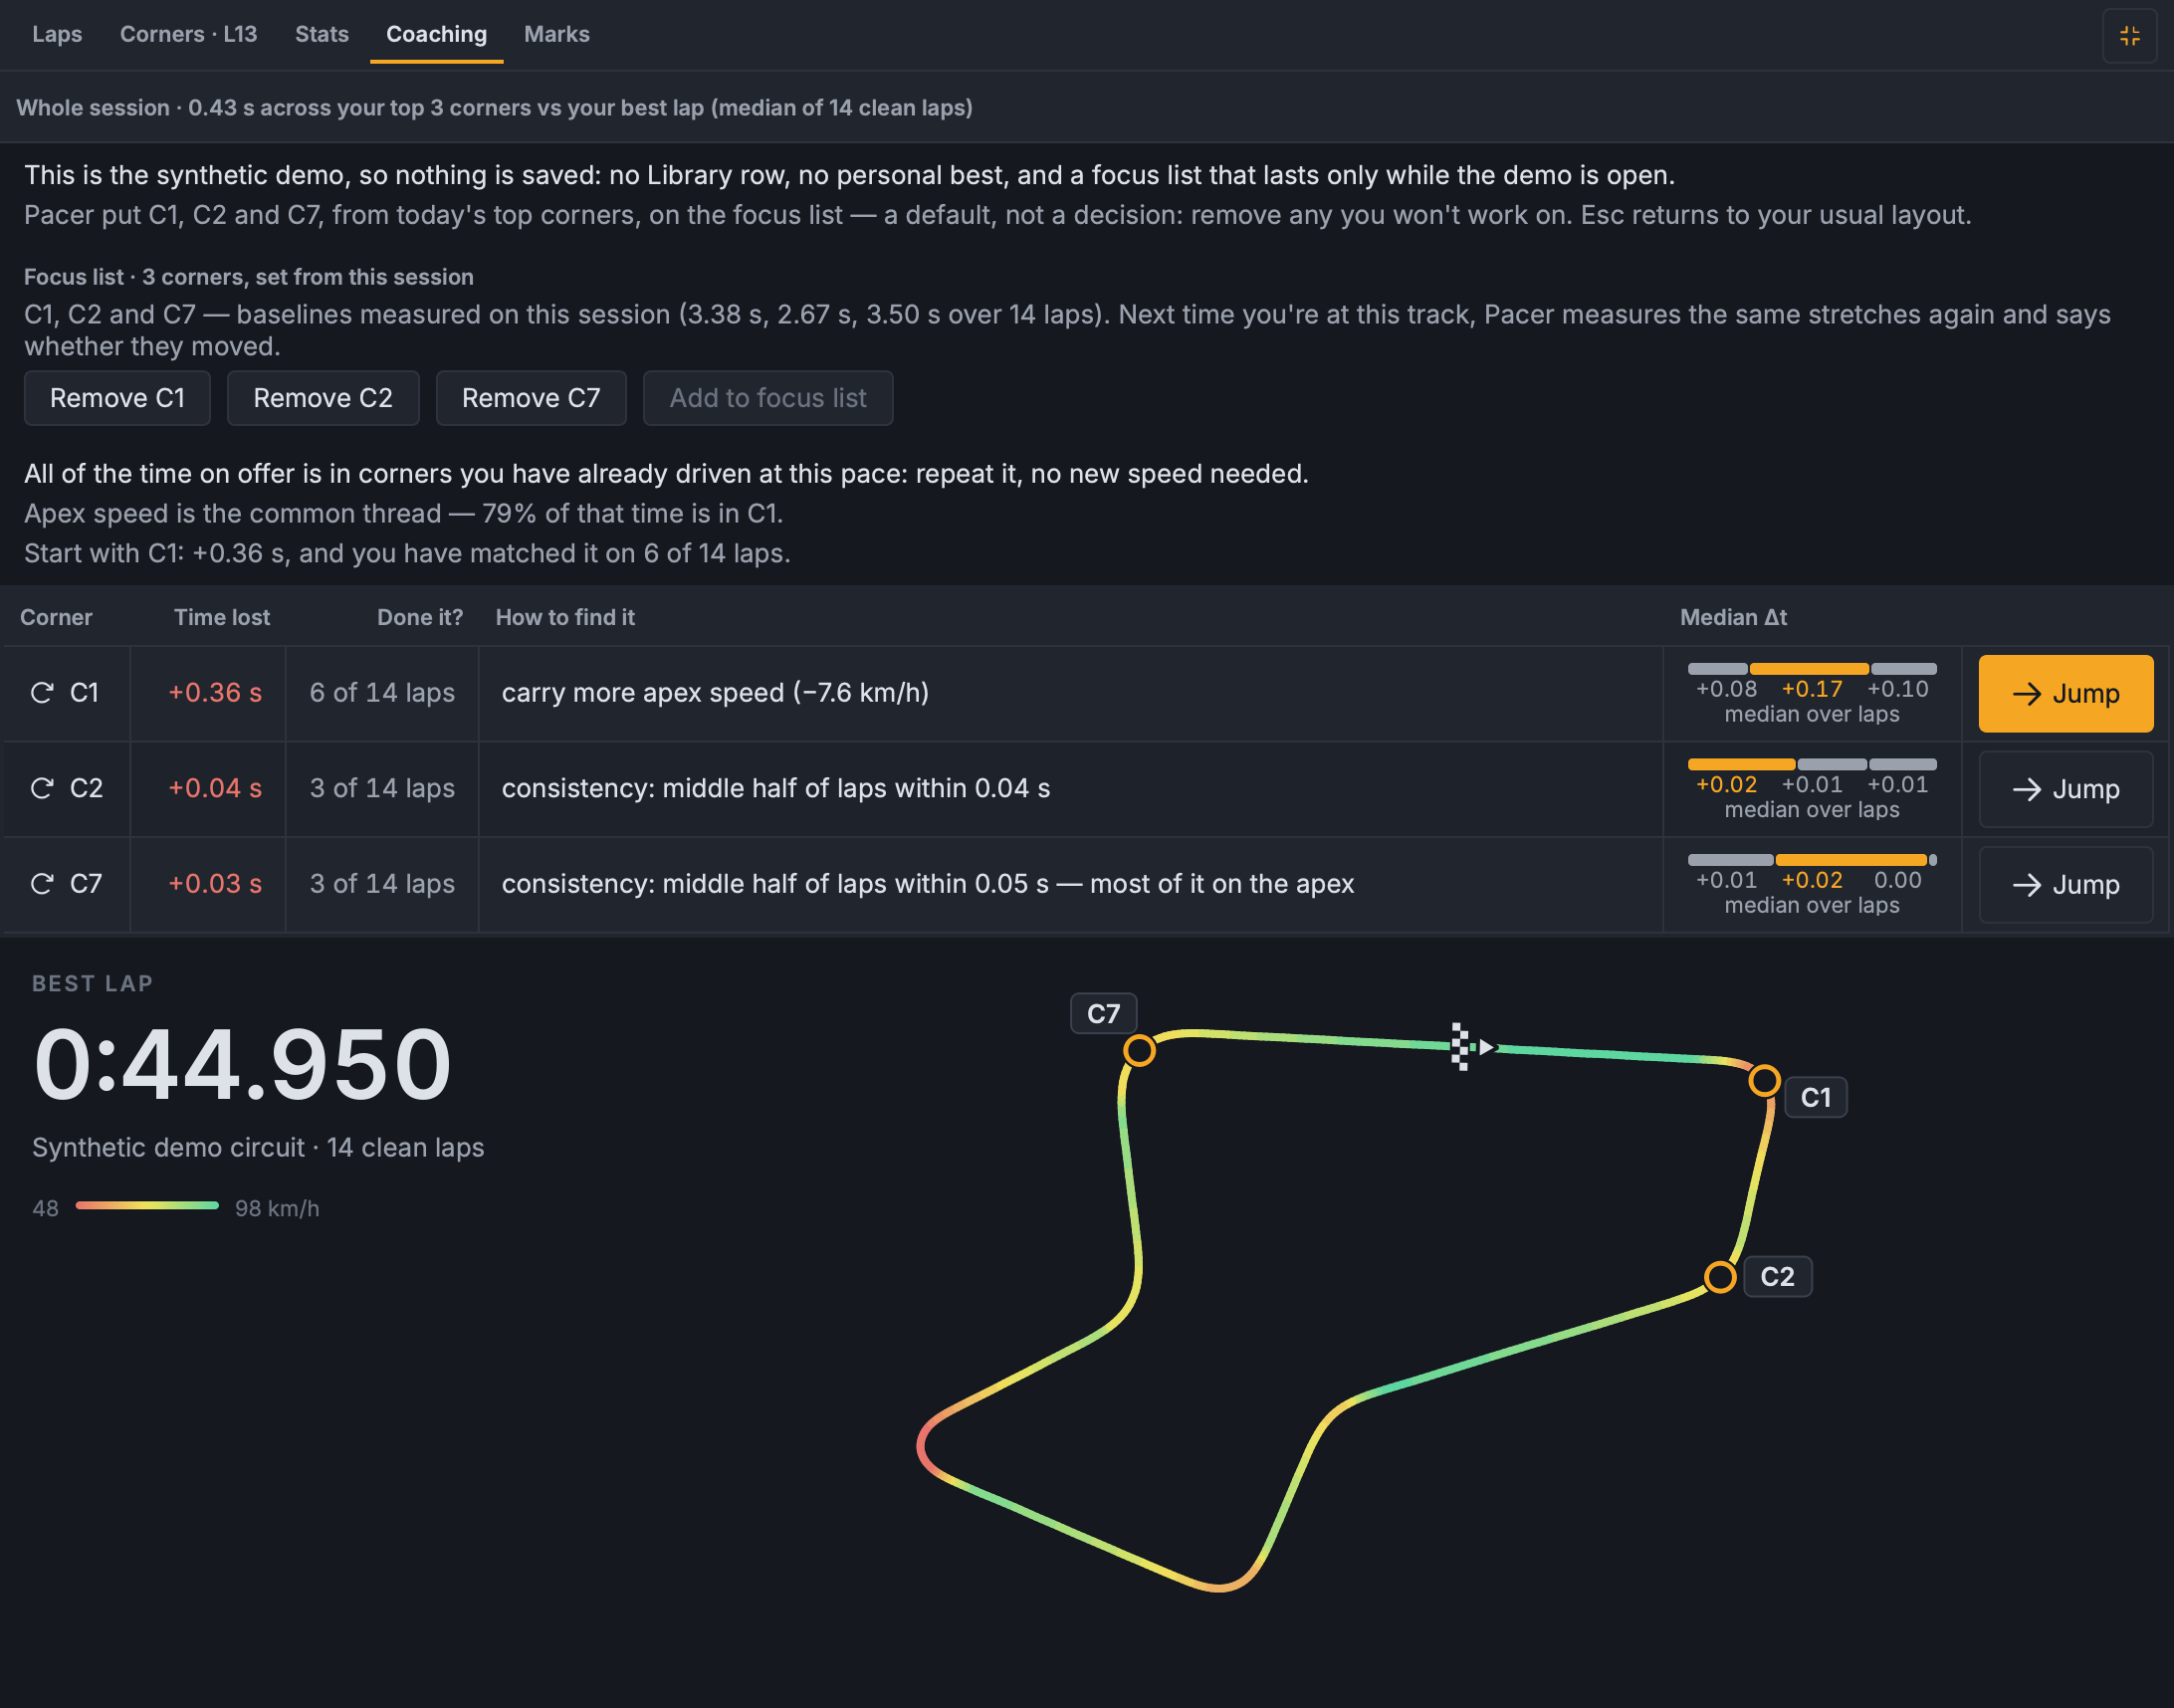 Laps Corners · L13 Stats Coaching Marks
Whole session · 0.43 s across your top 3 corners vs your best lap (median of 14 clean laps)
This is the synthetic demo, so nothing is saved: no Library row, no personal best, and a focus list that lasts only while the demo is open.
Pacer put C1, C2 and C7, from today's top corners, on the focus list — a default, not a decision: remove any you won't work on. Esc returns to your usual layout.
Focus list · 3 corners, set from this session
C1, C2 and C7 — baselines measured on this session (3.38 s, 2.67 s, 3.50 s over 14 laps). Next time you're at this track, Pacer measures the same stretches again and says
whether they moved.
Remove C1 Remove C2 Remove C7 Add to focus list
All of the time on offer is in corners you have already driven at this pace: repeat it, no new speed needed.
Apex speed is the common thread — 79% of that time is in C1.
Start with C1: +0.36 s, and you have matched it on 6 of 14 laps.
Corner Time lost Done it? How to find it Median Δt
C1 +0.36 s 6 of 14 laps carry more apex speed (−7.6 km/h) +0.08 +0.17 +0.10 → Jump
median over laps
C2 +0.04 s 3 of 14 laps consistency: middle half of laps within 0.04 s +0.02 +0.01 +0.01 → Jump
median over laps
C7 +0.03 s 3 of 14 laps consistency: middle half of laps within 0.05 s — most of it on the apex +0.01 +0.02 0.00 → Jump
median over laps
BEST LAP
0:44.950
Synthetic demo circuit · 14 clean laps
48 98 km/h
C7
C1
C2